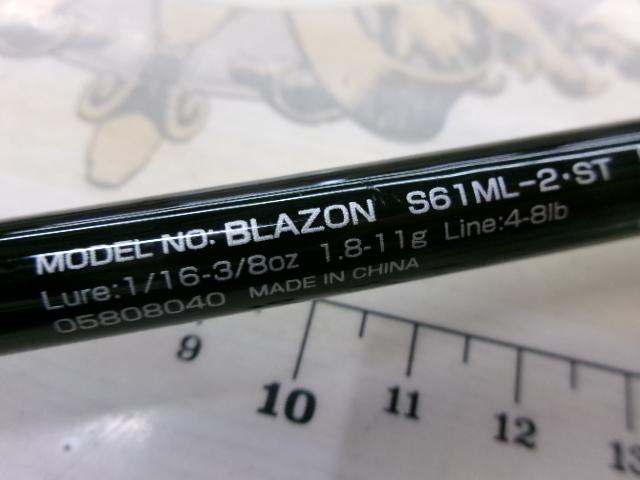 MODEL NO: BLAZON S61ML-2・ST
Lure:1/16-3/8oz 1.8-11g Line:4-8lb
05808040 MADE IN CHINA
9 10 11 12 13